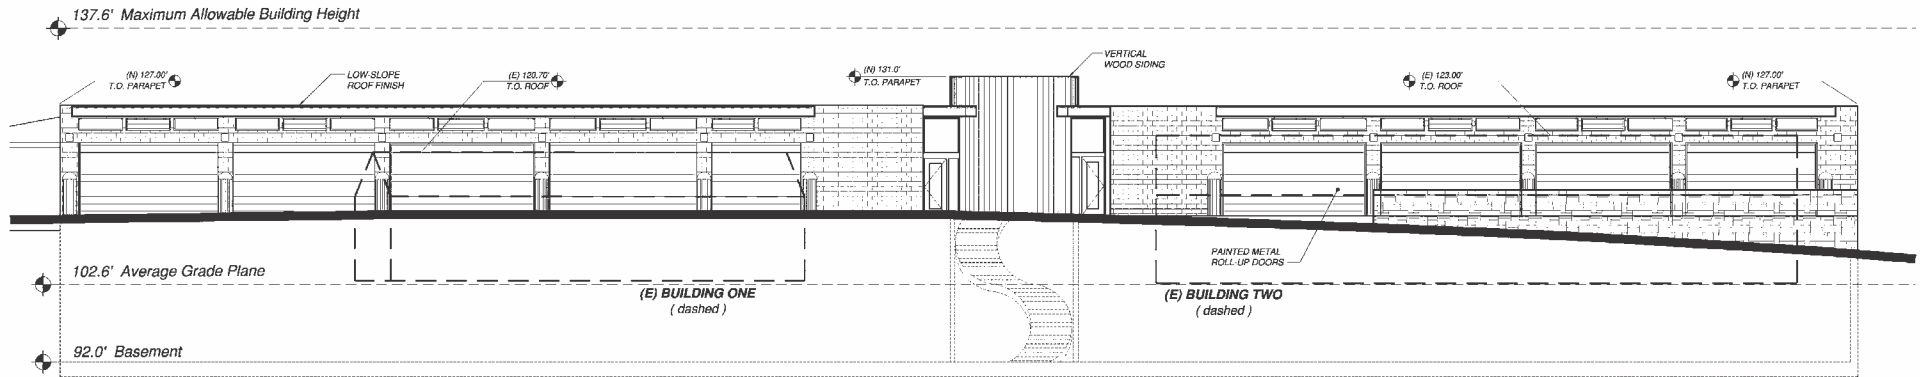 137.6' Maximum Allowable Building Height
(N) 127.00'
T.O. PARAPET
LOW-SLOPE
ROOF FINISH
(E) 120.70'
T.O. ROOF
(N) 131.0'
T.O. PARAPET
VERTICAL
WOOD SIDING
(E) 123.00'
T.O. ROOF
(N) 127.00'
T.O. PARAPET
PAINTED METAL
ROLL-UP DOORS
102.6' Average Grade Plane
(E) BUILDING ONE
( dashed )
(E) BUILDING TWO
( dashed )
92.0' Basement